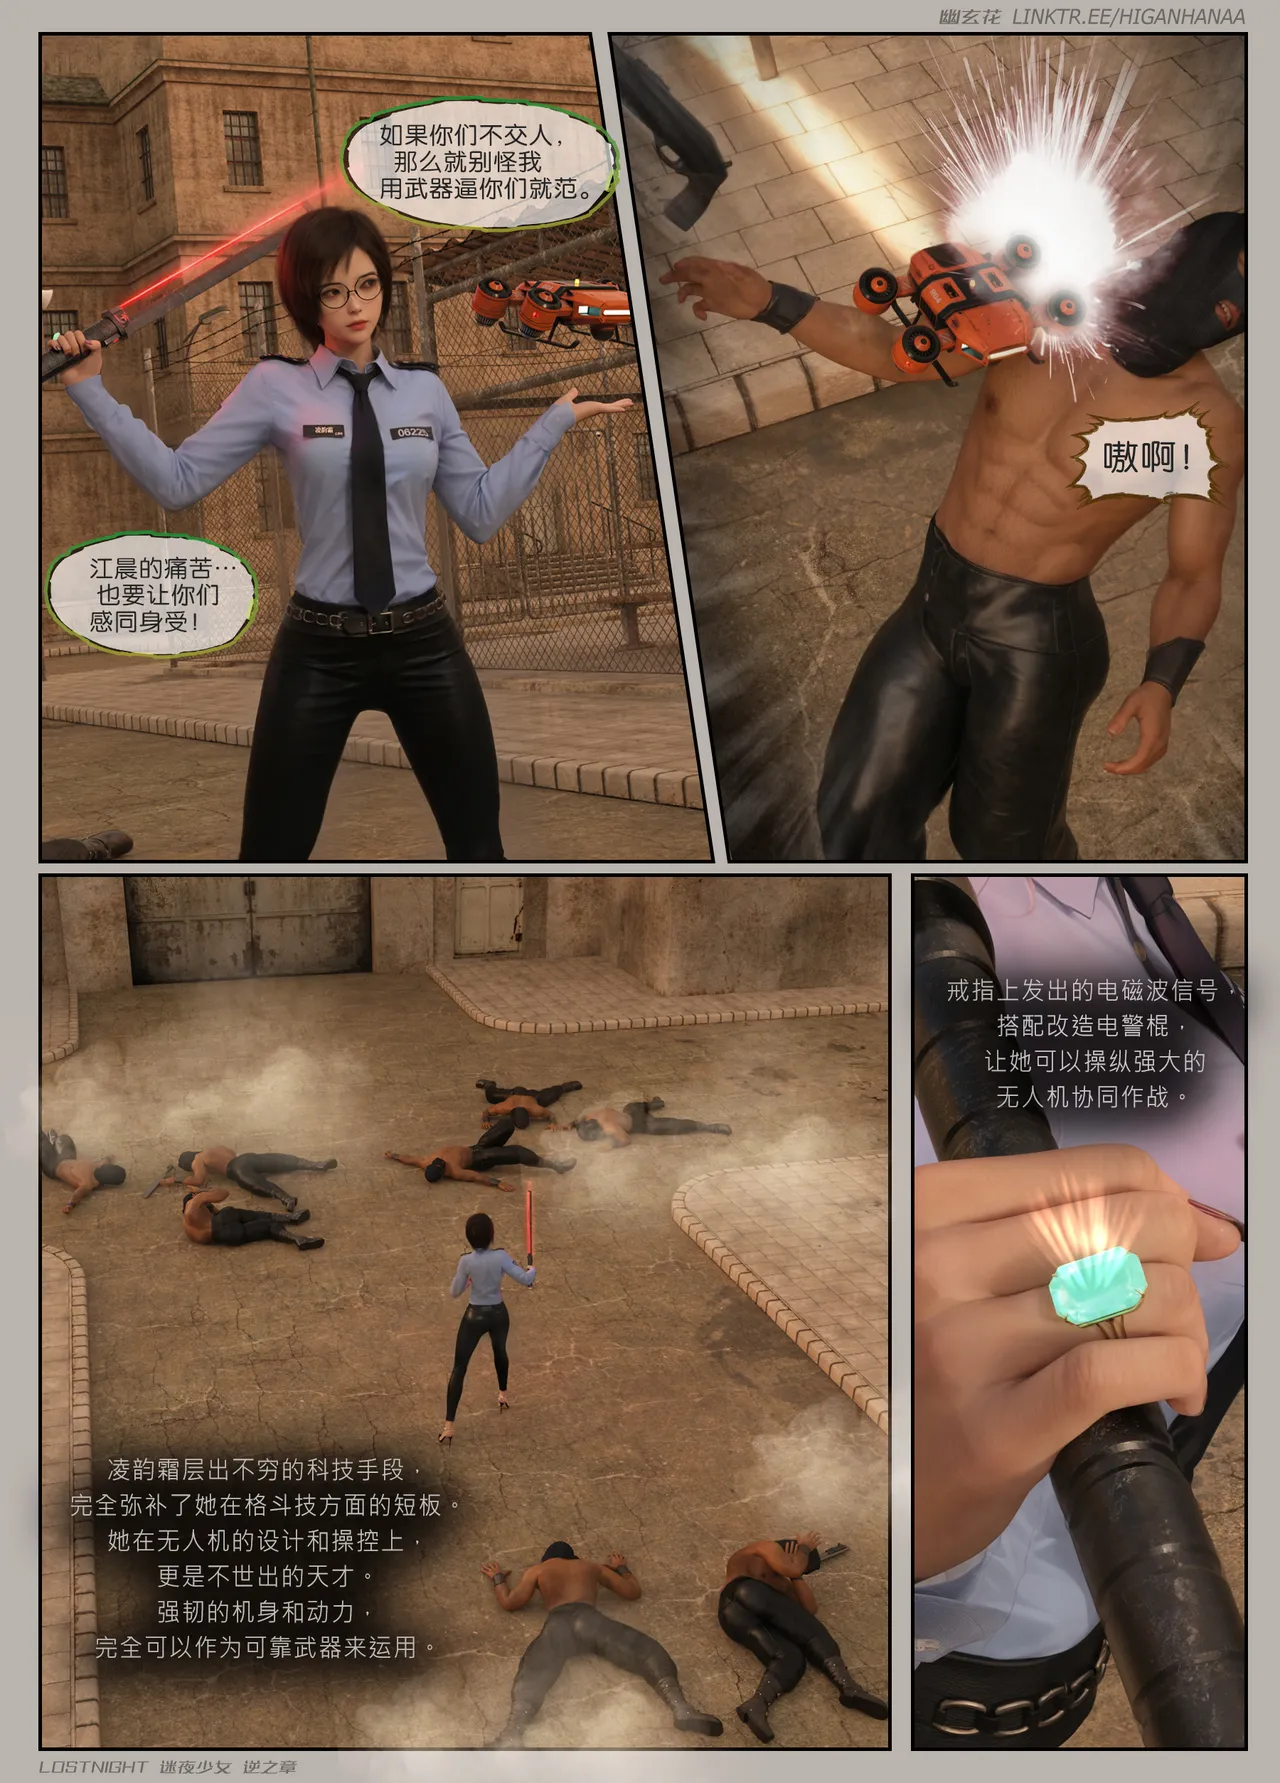 幽玄花 LINKTR.EE/HIGANHANAA
如果你们不交人，
那么就别怪我
用武器逼你们就范。
凌韵霜
06225
江晨的痛苦…
也要让你们
感同身受！
嗷啊！
凌韵霜层出不穷的科技手段，
完全弥补了她在格斗技方面的短板。
她在无人机的设计和操控上，
更是不世出的天才。
强韧的机身和动力，
完全可以作为可靠武器来运用。
戒指上发出的电磁波信号，
搭配改造电警棍，
让她可以操纵强大的
无人机协同作战。
LOSTNIGHT 迷夜少女 逆之章